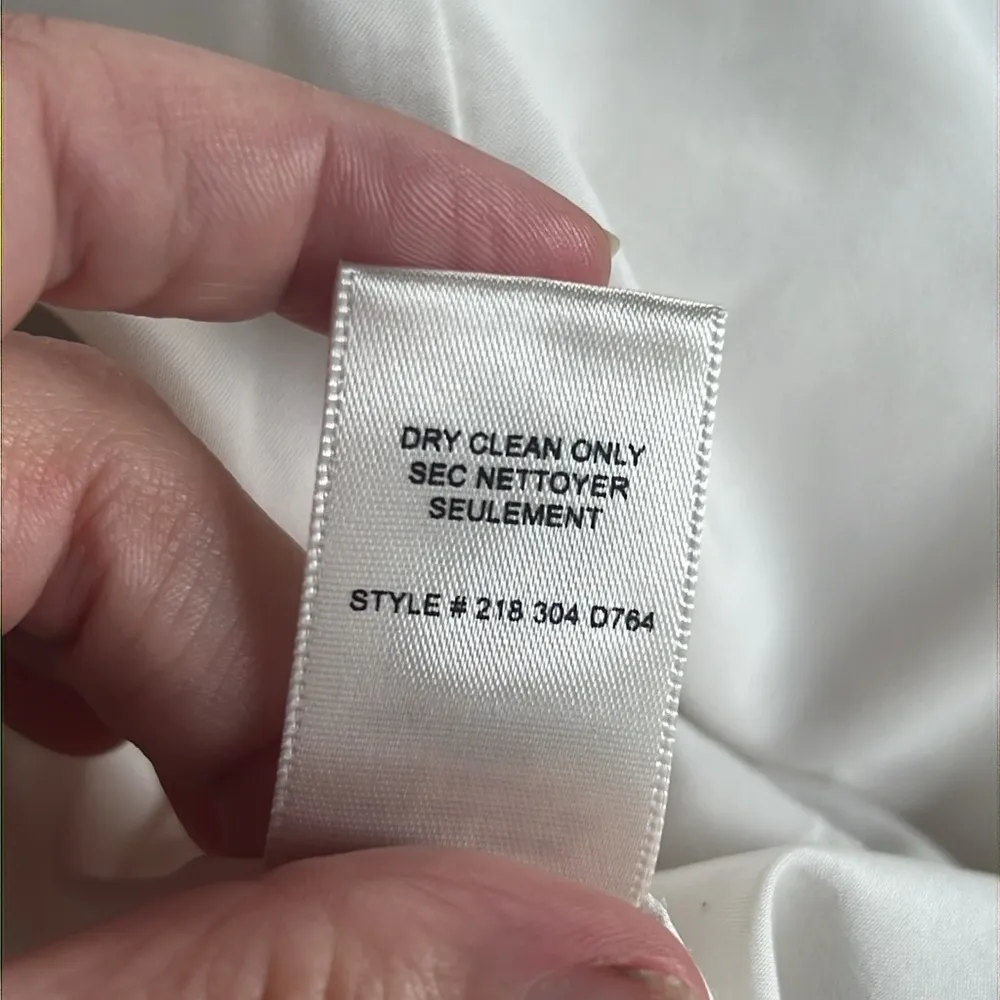 DRY CLEAN ONLY
SEC NETTOYER
SEULEMENT
STYLE # 218 304 D764